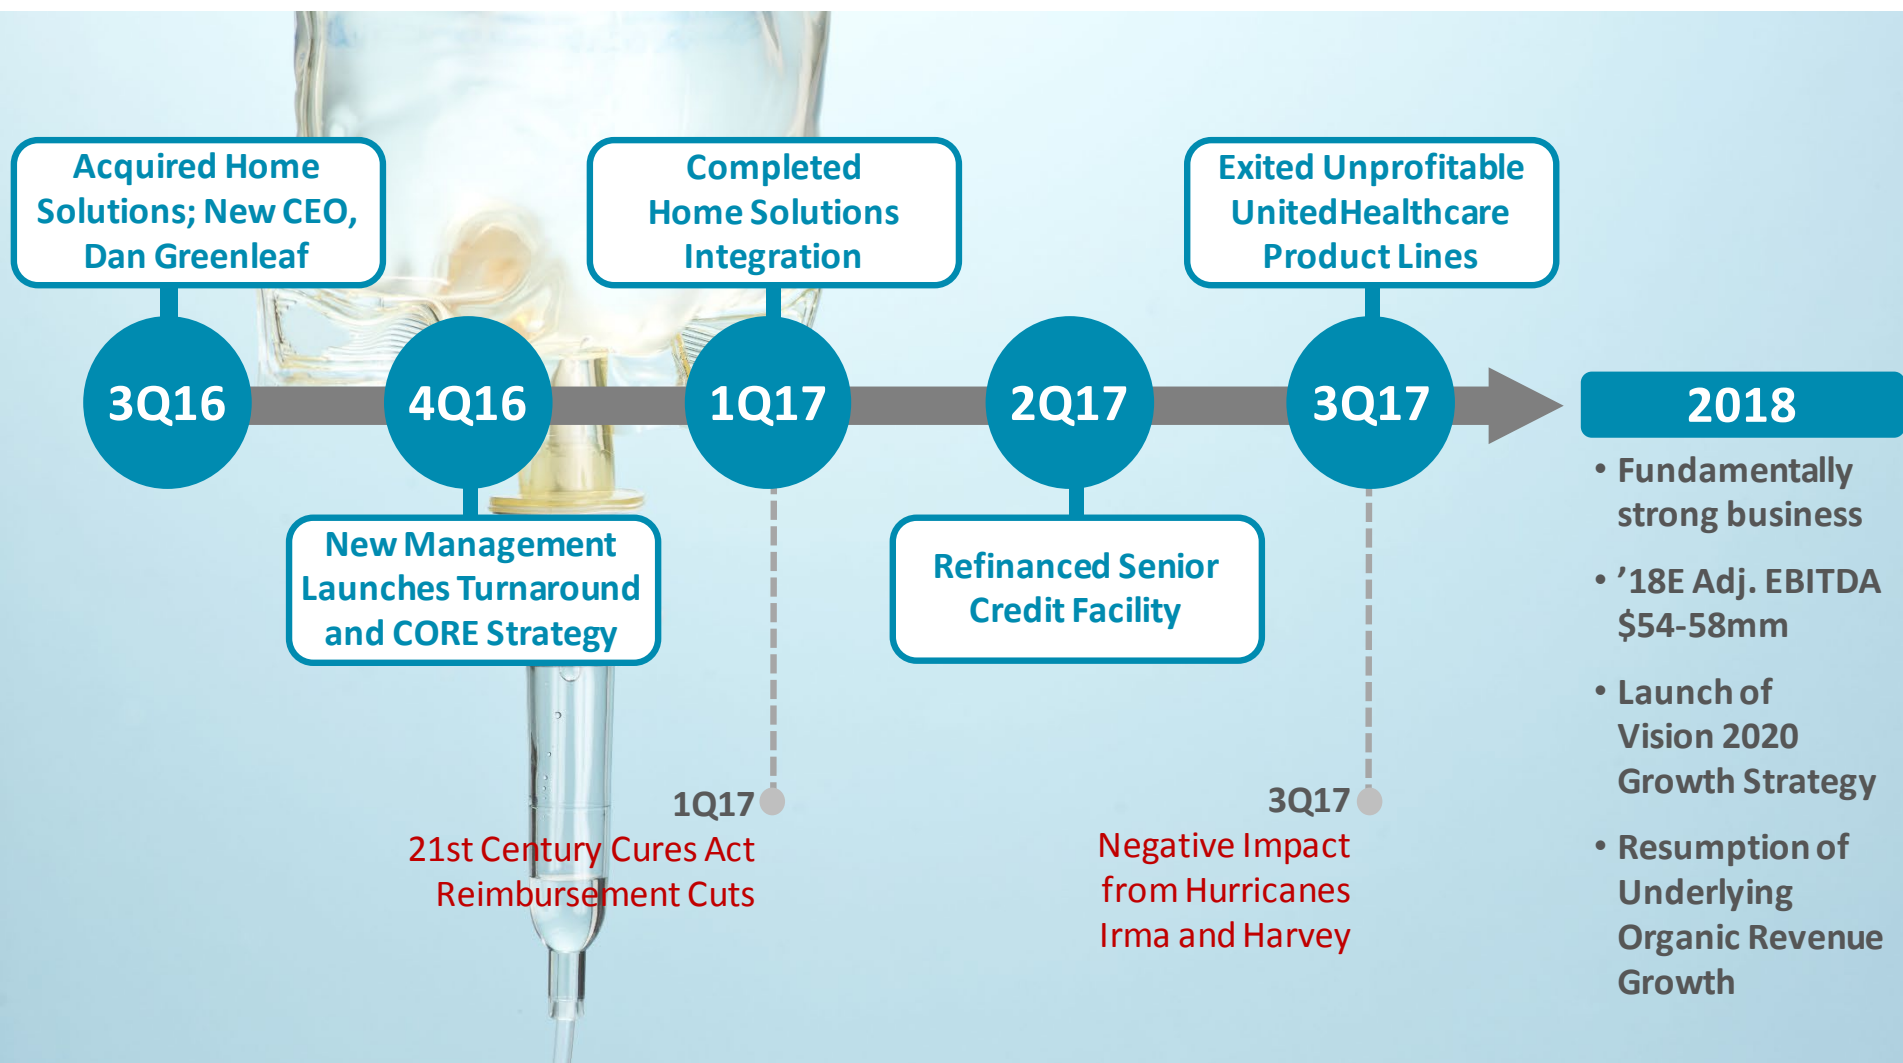 Acquired Home
Solutions; New CEO,
Dan Greenleaf
Completed
Home Solutions
Integration
Exited Unprofitable
UnitedHealthcare
Product Lines
3Q16
4Q16
1Q17
2Q17
3Q17
2018
New Management
Launches Turnaround
and CORE Strategy
Refinanced Senior
Credit Facility
1Q17
21st Century Cures Act
Reimbursement Cuts
3Q17
Negative Impact
from Hurricanes
Irma and Harvey
• Fundamentally
strong business
• ’18E Adj. EBITDA
$54-58mm
• Launch of
Vision 2020
Growth Strategy
• Resumption of
Underlying
Organic Revenue
Growth